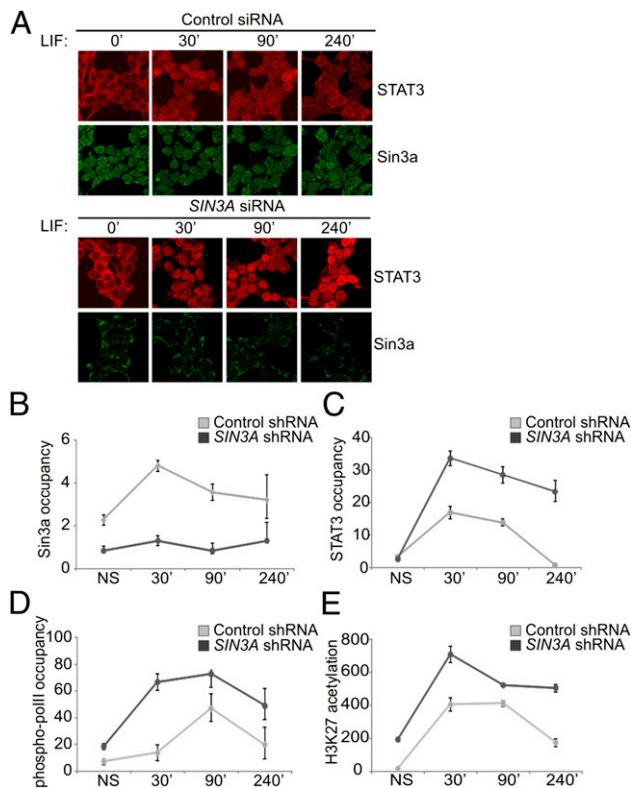 A
Control siRNA
LIF: 0' 30' 90' 240'
STAT3
Sin3a
SIN3A siRNA
LIF: 0' 30' 90' 240'
STAT3
Sin3a
B
Control shRNA
SIN3A shRNA
Sin3a occupancy
6
4
2
0
NS 30' 90' 240'
C
Control shRNA
SIN3A shRNA
STAT3 occupancy
40
30
20
10
0
NS 30' 90' 240'
D
Control shRNA
SIN3A shRNA
phospho-polII occupancy
100
80
60
40
20
0
NS 30' 90' 240'
E
Control shRNA
SIN3A shRNA
H3K27 acetylation
800
600
400
200
0
NS 30' 90' 240'